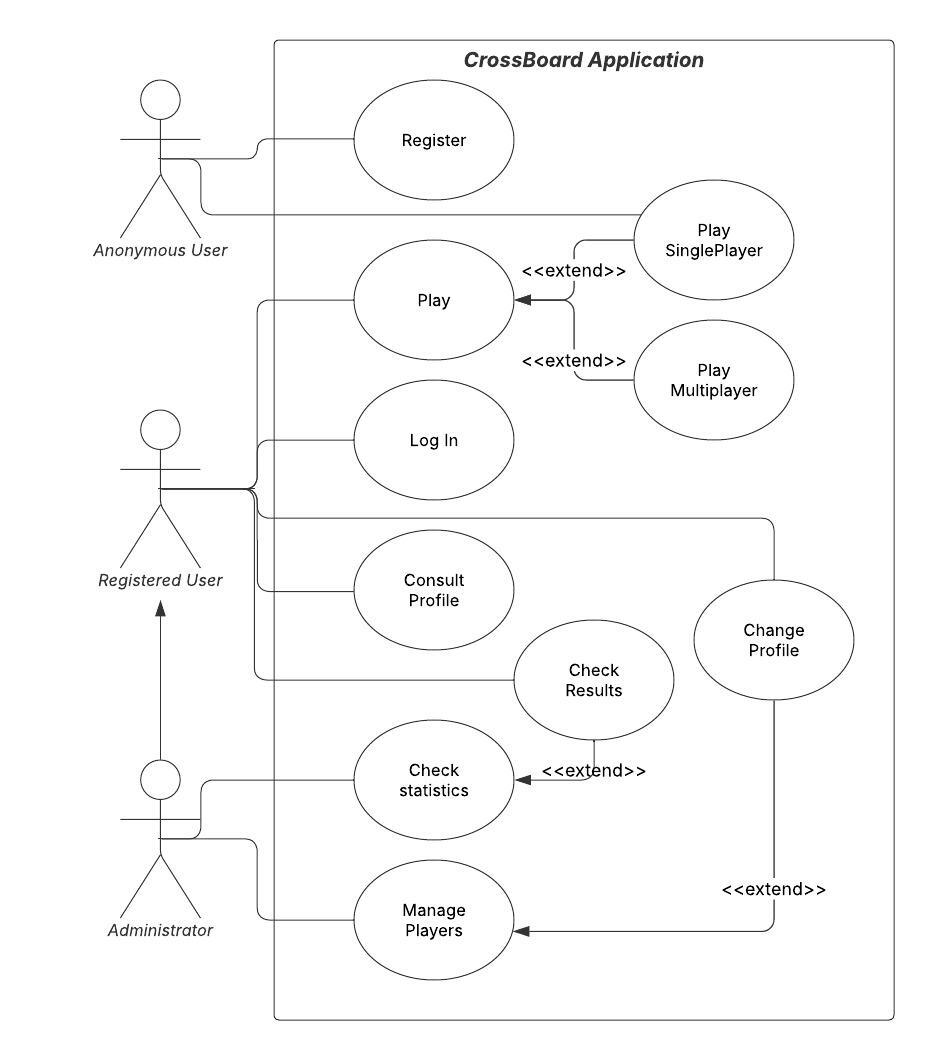 CrossBoard Application
Register
Anonymous User
Play
SinglePlayer
<<extend>>
Play
<<extend>>
Play
Multiplayer
Log In
Registered User
Consult
Profile
Change
Profile
Check
Results
Check
statistics
<<extend>>
<<extend>>
Manage
Players
Administrator